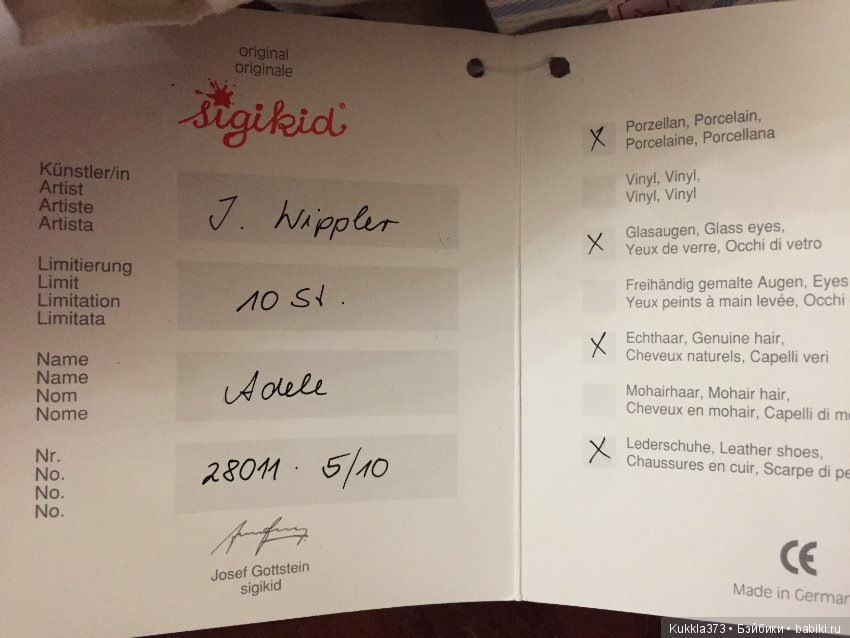 original
originale
sigikid®
Künstler/in
Artist
Artiste
Artista
J. Wippler
Limitierung
Limit
Limitation
Limitata
10 St.
Name
Name
Nom
Nome
Adele
Nr.
No.
No.
No.
28011. 5/10
Josef Gottstein
sigikid
X
Porzellan, Porcelain,
Porcelaine, Porcellana
Vinyl, Vinyl,
Vinyl, Vinyl
X
Glasaugen, Glass eyes,
Yeux de verre, Occhi di vetro
Freihändig gemalte Augen, Eyes
Yeux peints à main levée, Occhi
X
Echthaar, Genuine hair,
Cheveux naturels, Capelli veri
Mohairhaar, Mohair hair,
Cheveux en mohair, Capelli di
X
Lederschuhe, Leather shoes,
Chaussures en cuir, Scarpe di
CE
Made in
Kukkla373 • Бэйбики • babiki.ru